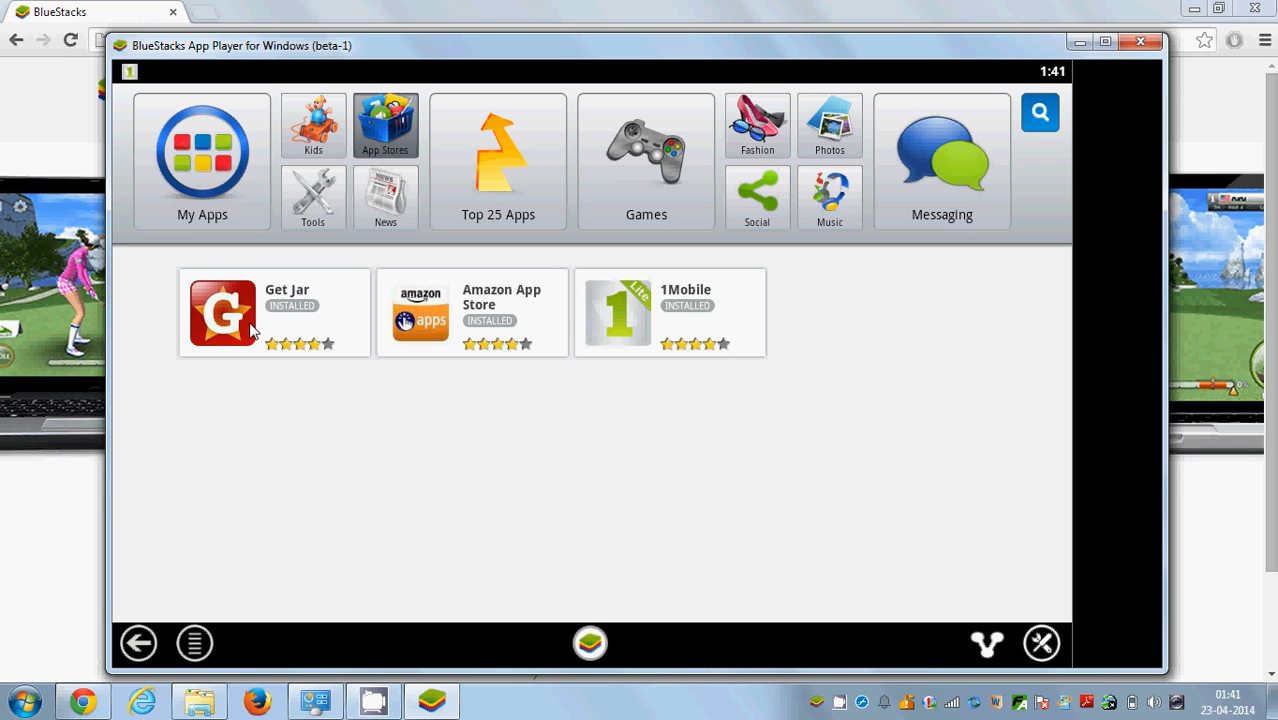 BlueStacks
BlueStacks App Player for Windows (beta-1)
1
1:41
My Apps
Kids
App Stores
Tools
News
Top 25 Apps
Games
Fashion
Photos
Social
Music
Messaging
G
Get Jar
INSTALLED
amazon
apps
Amazon App
Store
INSTALLED
1
Lite
1Mobile
INSTALLED
01:41
23-04-2014